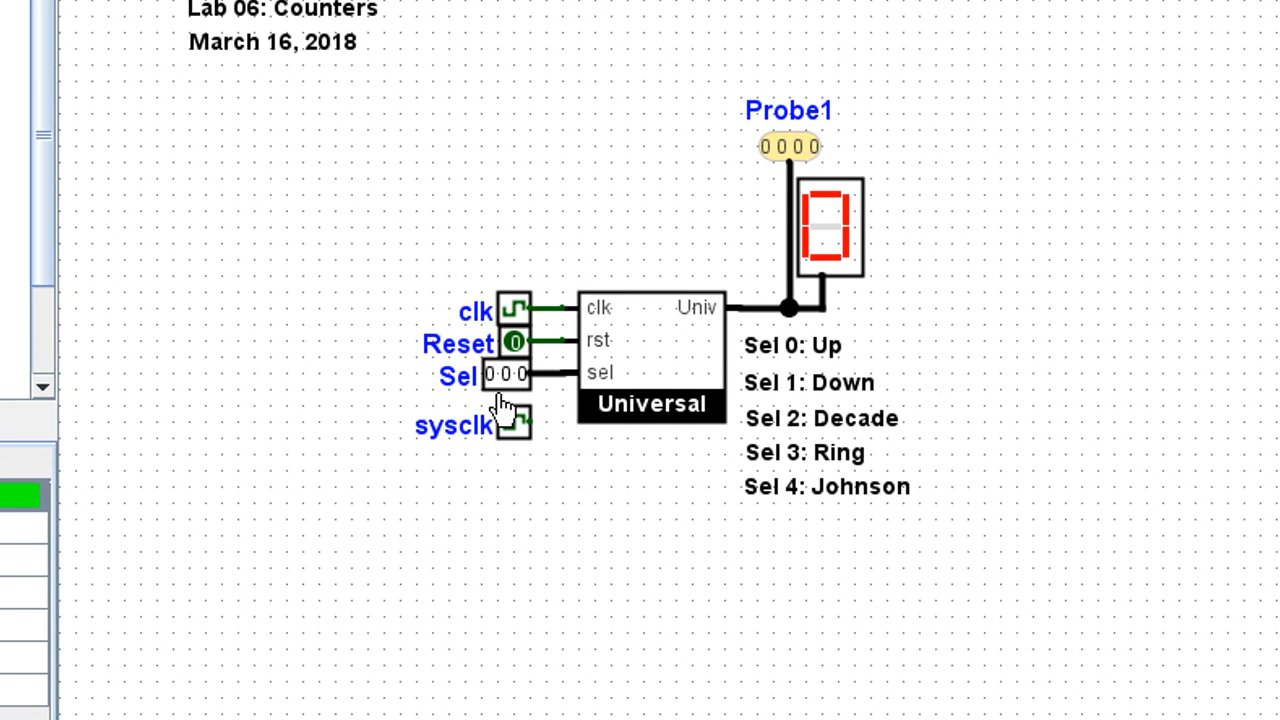 Lab 06: Counters
March 16, 2018
Probe1
0 0 0 0
0
clk
clk
Univ
Reset
0
rst
Sel 0: Up
Sel
0 0 0
sel
Sel 1: Down
Universal
Sel 2: Decade
sysclk
Sel 3: Ring
Sel 4: Johnson